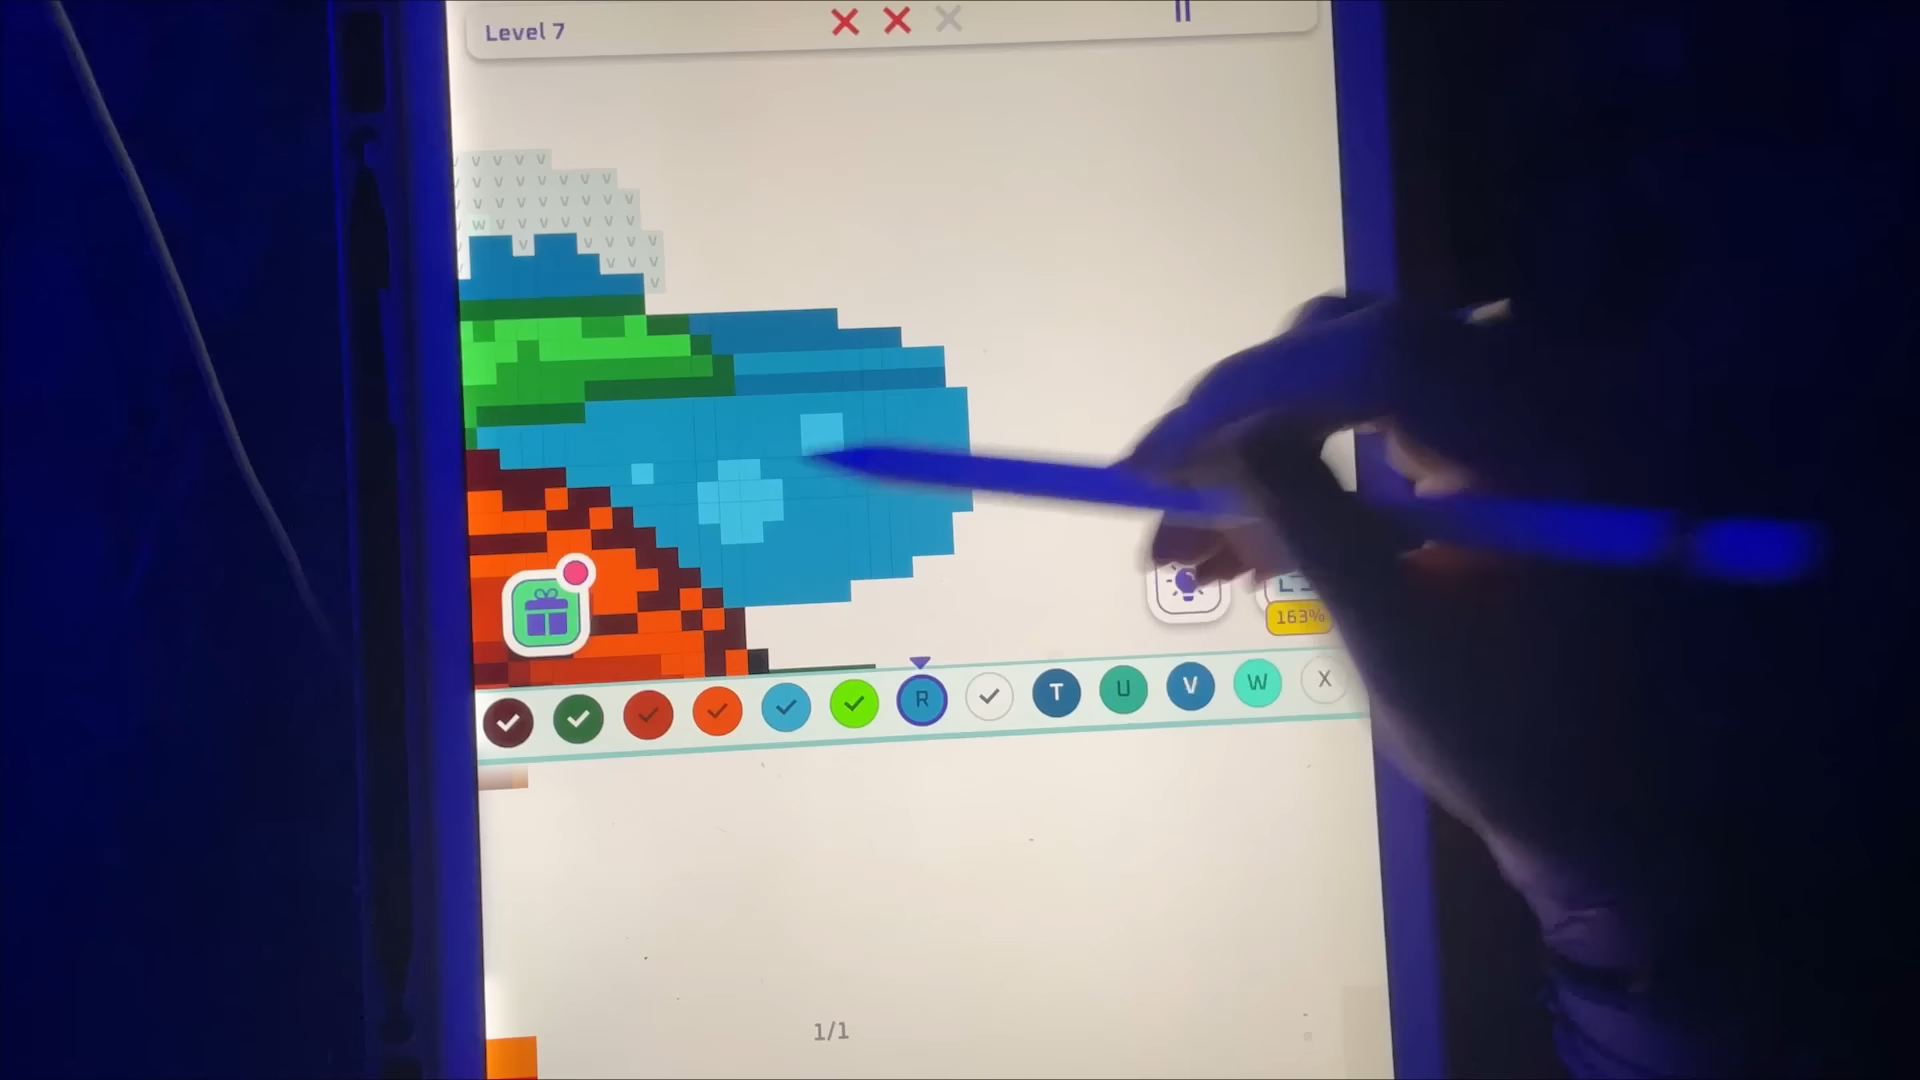 Level 7
V V V V
V V V V V V V
V V V V V V V V
W V V V V V V V
V V V V V
V V V
V
163%
R T U V W X
1/1